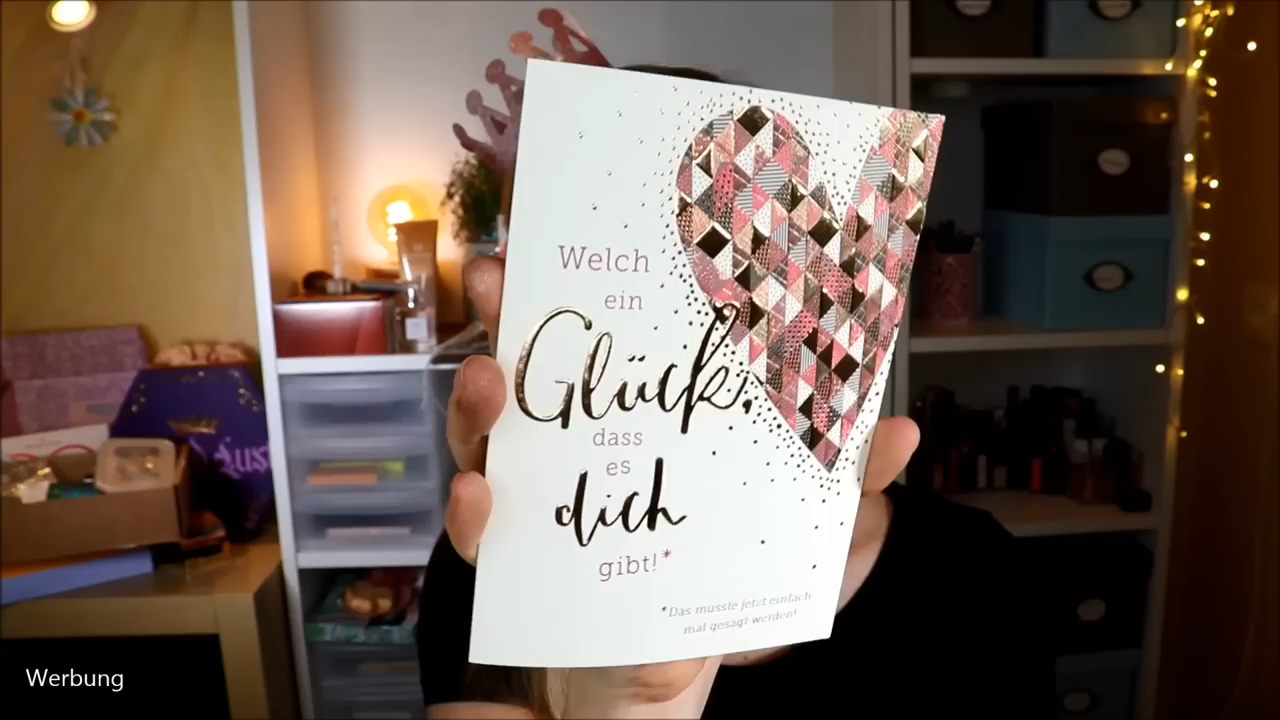 Welch
ein
Glück,
dass
es
dich
gibt!*
*Das musste jetzt einfach
mal gesagt werden!
Werbung